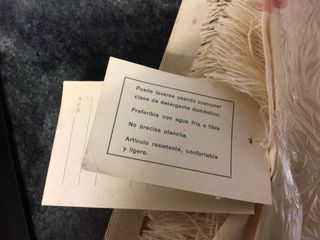 Puede lavarse usando cualquier
clase de detergente doméstico.
Preferible con agua fría o tibia
No precisa plancha.
Artículo resistente, confortable
y ligero.